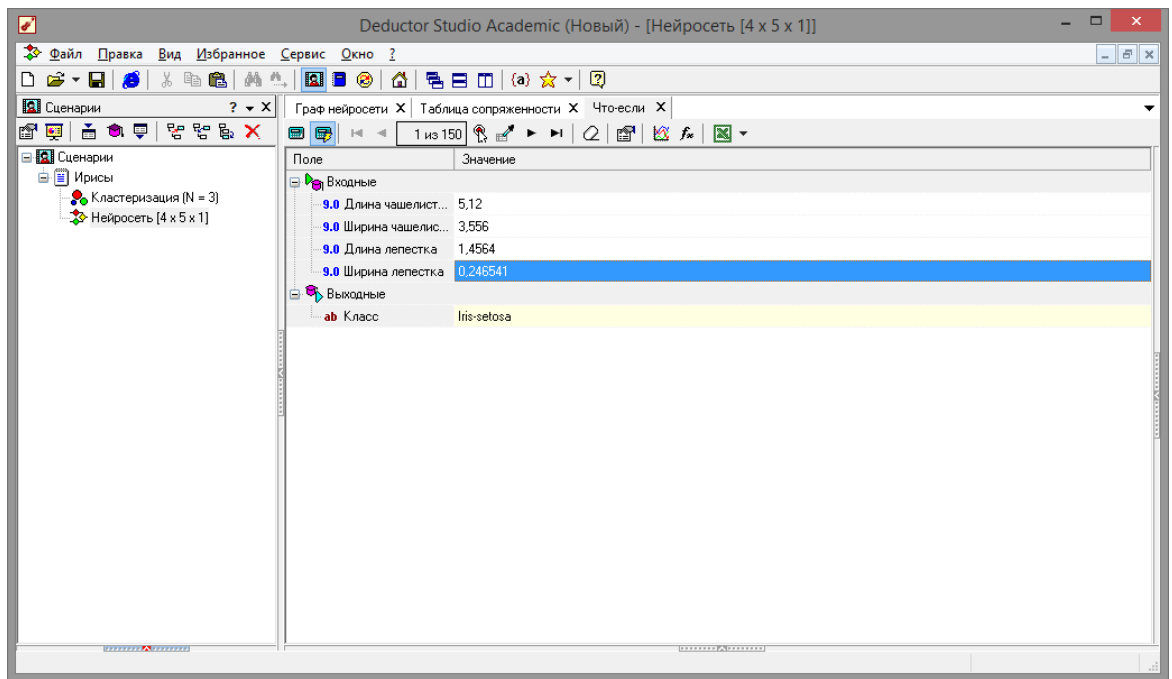 Deductor Studio Academic (Новый) - [Нейросеть [4 x 5 x 1]]
Файл Правка Вид Избранное Сервис Окно ?
{a}
Сценарии ?
Граф нейросети Таблица сопряженности Что-если
1 из 150
Сценарии
Ирисы
Кластеризация (N = 3)
Нейросеть [4 x 5 x 1]
Поле Значение
Входные
9.0 Длина чашелист... 5,12
9.0 Ширина чашелис... 3,556
9.0 Длина лепестка 1,4564
9.0 Ширина лепестка 0,246541
Выходные
ab Класс Iris-setosa